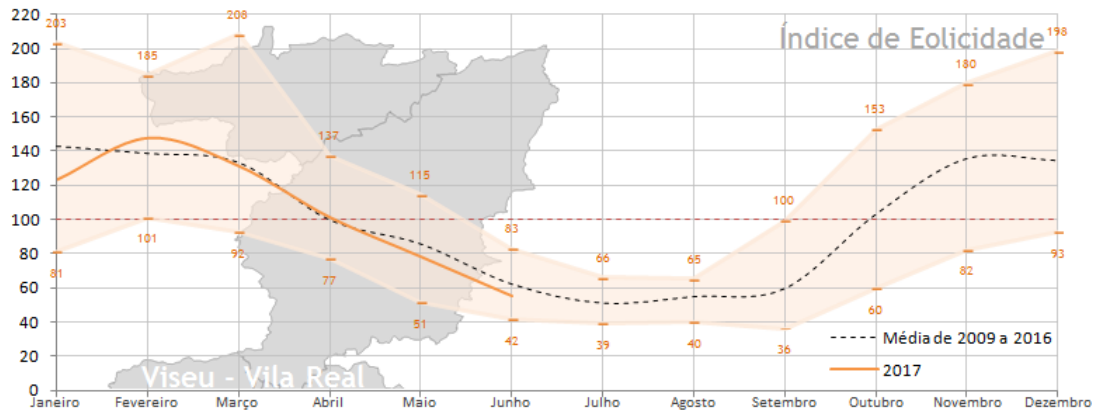 220
Índice de Eolicidade
203 185 208 137 115 83 66 65 100 153 180 198
200
180
160
140
120
100
80
60
40
20
0
81 101 92 77 51 42 39 40 36 60 82 93
Média de 2009 a 2016
2017
Viseu - Vila Real
Janeiro Fevereiro Março Abril Maio Junho Julho Agosto Setembro Outubro Novembro Dezembro